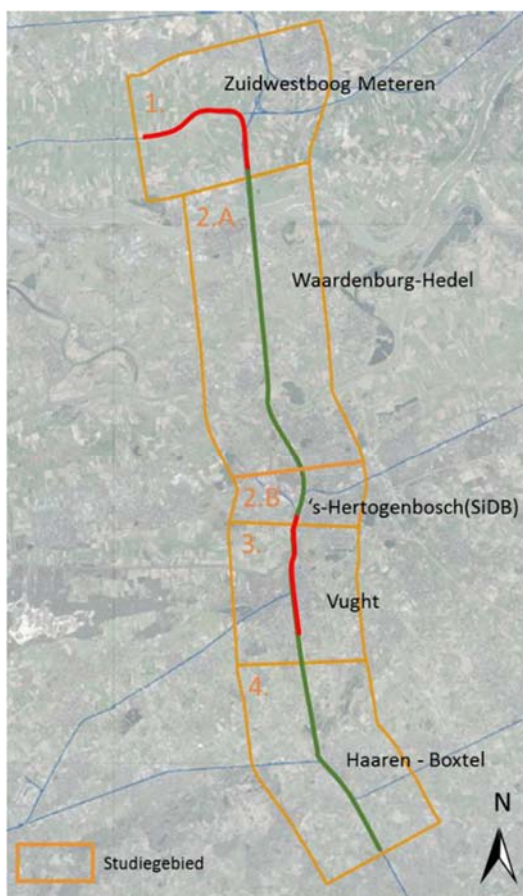 Zuidwestboog Meteren
1.
2.A
Waardenburg-Hedel
2.B
's-Hertogenbosch(SiDB)
3.
Vught
4.
Haaren - Boxtel
N
Studiegebied